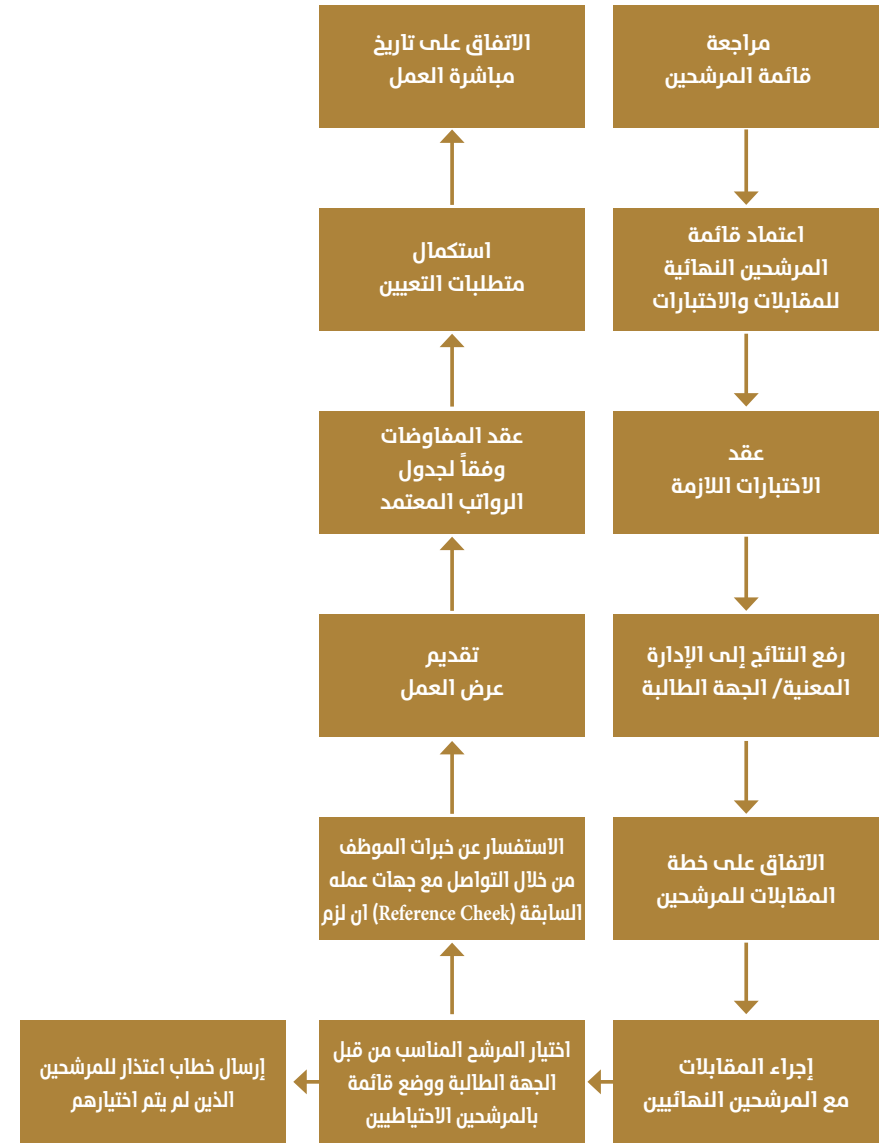 مراجعة
قائمة المرشحين
اعتماد قائمة
المرشحين النهائية
للمقابلات والاختبارات
عقد
الاختبارات اللازمة
رفع النتائج إلى الإدارة
المعنية/ الجهة الطالبة
الاتفاق على خطة
المقابلات للمرشحين
إجراء المقابلات
مع المرشحين النهائيين
اختيار المرشح المناسب من قبل
الجهة الطالبة ووضع قائمة
بالمرشحين الاحتياطيين
إرسال خطاب اعتذار للمرشحين
الذين لم يتم اختيارهم
الاستفسار عن خبرات الموظف
من خلال التواصل مع جهات عمله
السابقة (Reference Cheek) ان لزم
تقديم
عرض العمل
عقد المفاوضات
وفقاً لجدول
الرواتب المعتمد
استكمال
متطلبات التعيين
الاتفاق على تاريخ
مباشرة العمل